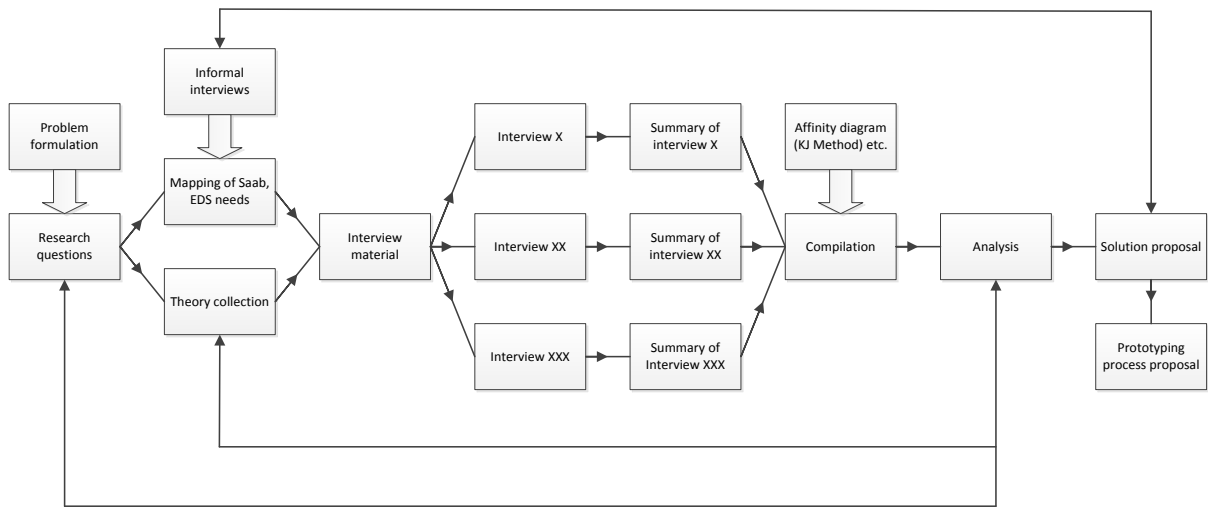 Informal
interviews
Problem
formulation
Interview X
Summary of
interview X
Affinity diagram
(KJ Method) etc.
Mapping of Saab,
EDS needs
Research
questions
Interview
material
Interview XX
Summary of
interview XX
Compilation
Analysis
Solution proposal
Theory collection
Interview XXX
Summary of
Interview XXX
Prototyping
process proposal